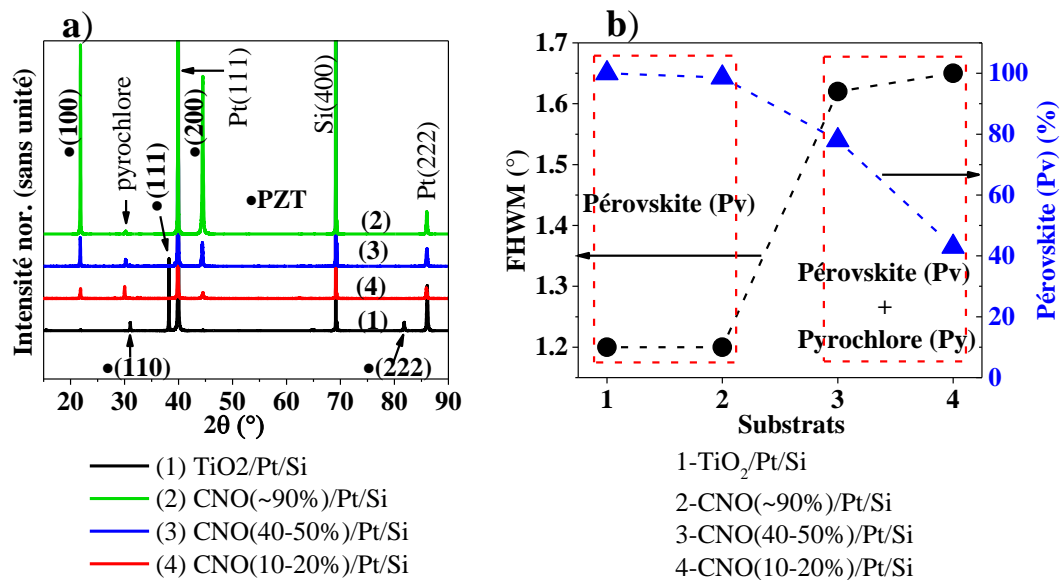 a)
Intensité nor. (sans unité)
•(100)
pyrochlore
•(111)
Pt(111)
•(200)
•PZT
Si(400)
Pt(222)
(2)
(3)
(4)
(1)
•(110)
•(222)
20 30 40 50 60 70 80 90
2θ (°)
(1) TiO2/Pt/Si
(2) CNO(~90%)/Pt/Si
(3) CNO(40-50%)/Pt/Si
(4) CNO(10-20%)/Pt/Si
b)
FHWM (°)
1.7
1.6
1.5
1.4
1.3
1.2
Pérovskite (Pv)
Pérovskite (Pv)
+
Pyrochlore (Py)
100
80
60
40
20
10
0
Pérovskite (Pv) (%)
1 2 3 4
Substrats
1-TiO₂/Pt/Si
2-CNO(~90%)/Pt/Si
3-CNO(40-50%)/Pt/Si
4-CNO(10-20%)/Pt/Si